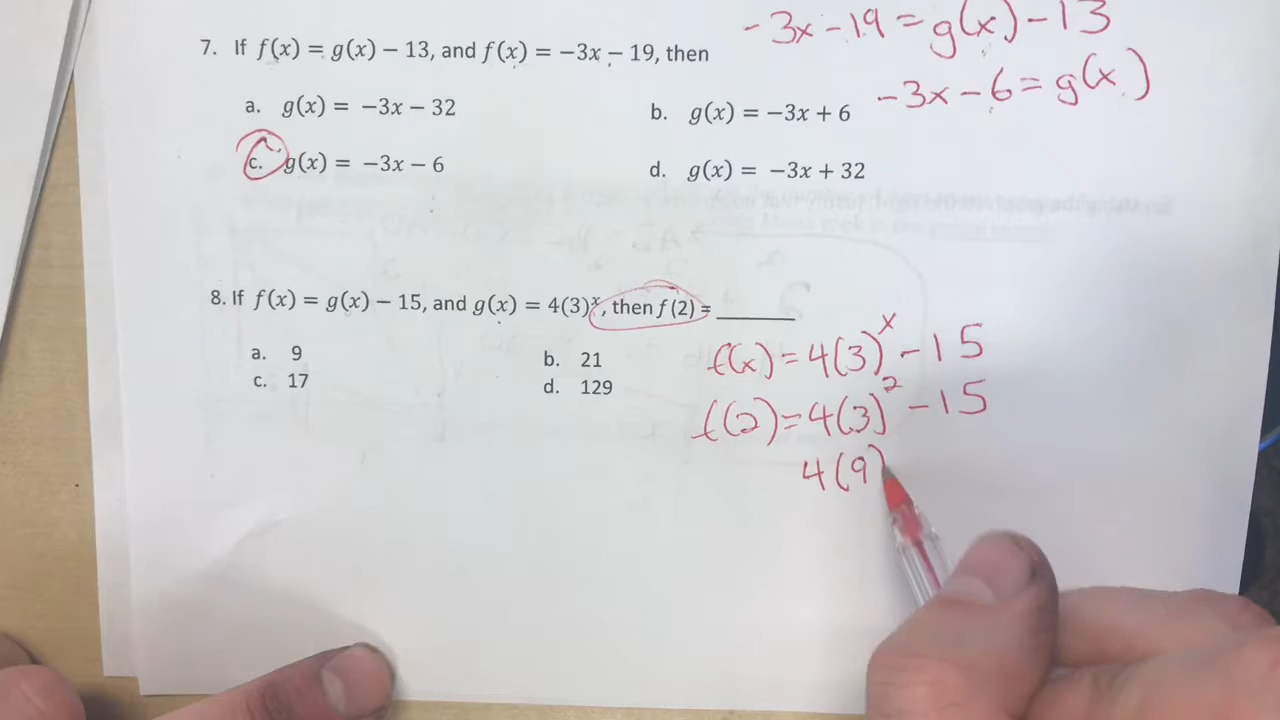 7. If f(x) = g(x) − 13, and f(x) = −3x − 19, then
-3x-19=g(x)-13
-3x-6=g(x)
a. g(x) = −3x − 32
b. g(x) = −3x + 6
c. g(x) = −3x − 6
d. g(x) = −3x + 32
8. If f(x) = g(x) − 15, and g(x) = 4(3)ˣ, then f(2) = ______
a. 9
b. 21
c. 17
d. 129
f(x)=4(3)ˣ-15
f(2)=4(3)²-15
4(9)